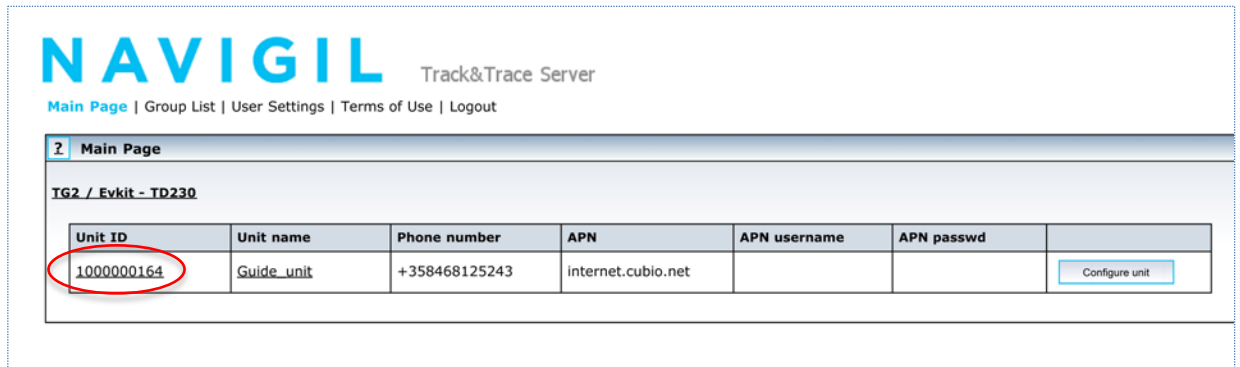 NAVIGIL Track&Trace Server
Main Page | Group List | User Settings | Terms of Use | Logout
? Main Page
TG2 / Evkit - TD230
Unit ID Unit name Phone number APN APN username APN passwd
1000000164 Guide_unit +358468125243 internet.cubio.net Configure unit